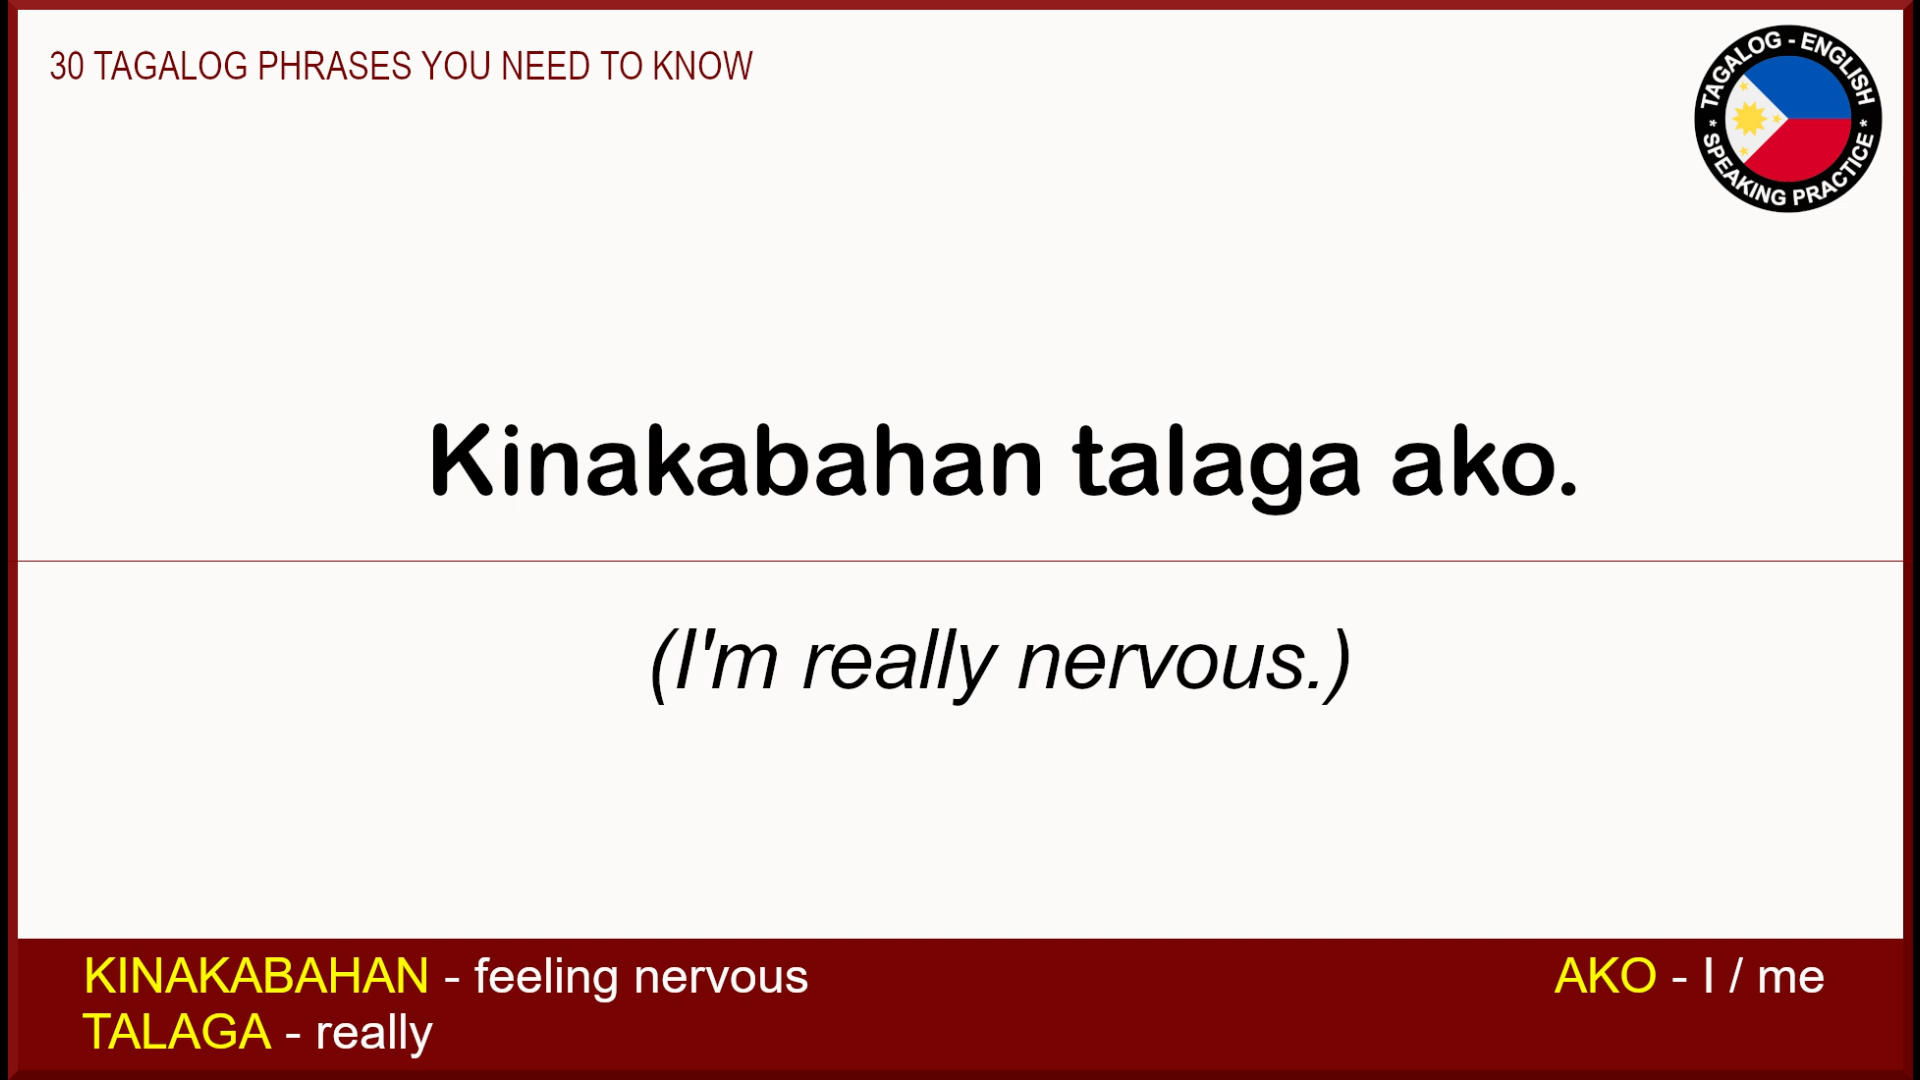 30 TAGALOG PHRASES YOU NEED TO KNOW
TAGALOG - ENGLISH
* SPEAKING PRACTICE *
Kinakabahan talaga ako.
(I'm really nervous.)
KINAKABAHAN - feeling nervous
AKO - I / me
TALAGA - really